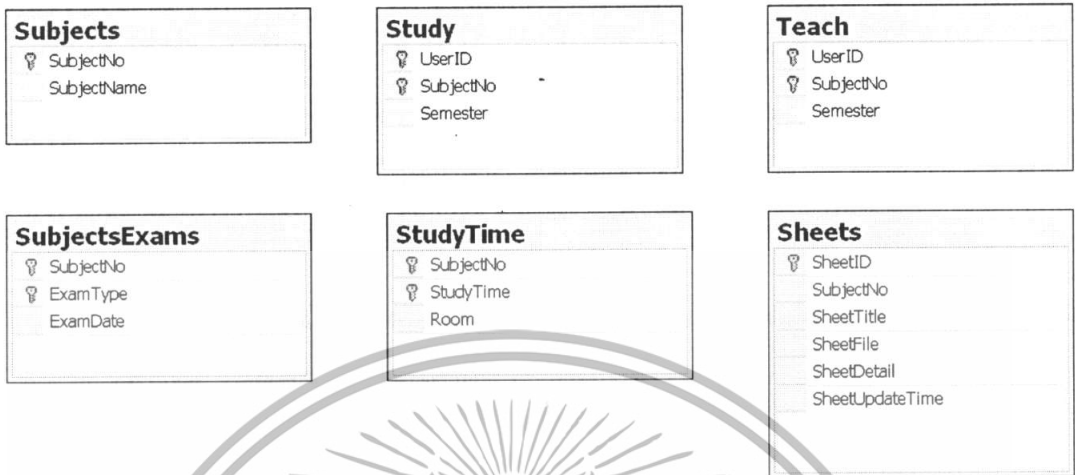 Subjects
SubjectNo
SubjectName
Study
UserID
SubjectNo
Semester
Teach
UserID
SubjectNo
Semester
SubjectsExams
SubjectNo
ExamType
ExamDate
StudyTime
SubjectNo
StudyTime
Room
Sheets
SheetID
SubjectNo
SheetTitle
SheetFile
SheetDetail
SheetUpdateTime